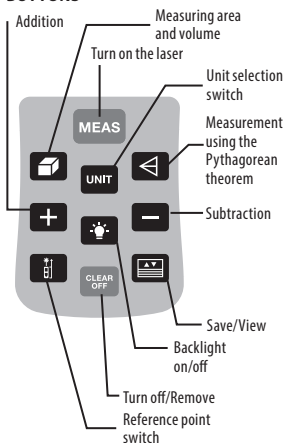 Addition
Measuring area
and volume
Turn on the laser
Unit selection
switch
MEAS
Measurement
using the
Pythagorean
theorem
UNIT
Subtraction
CLEAR
OFF
Save/View
Backlight
on/off
Turn off/Remove
Reference point
switch